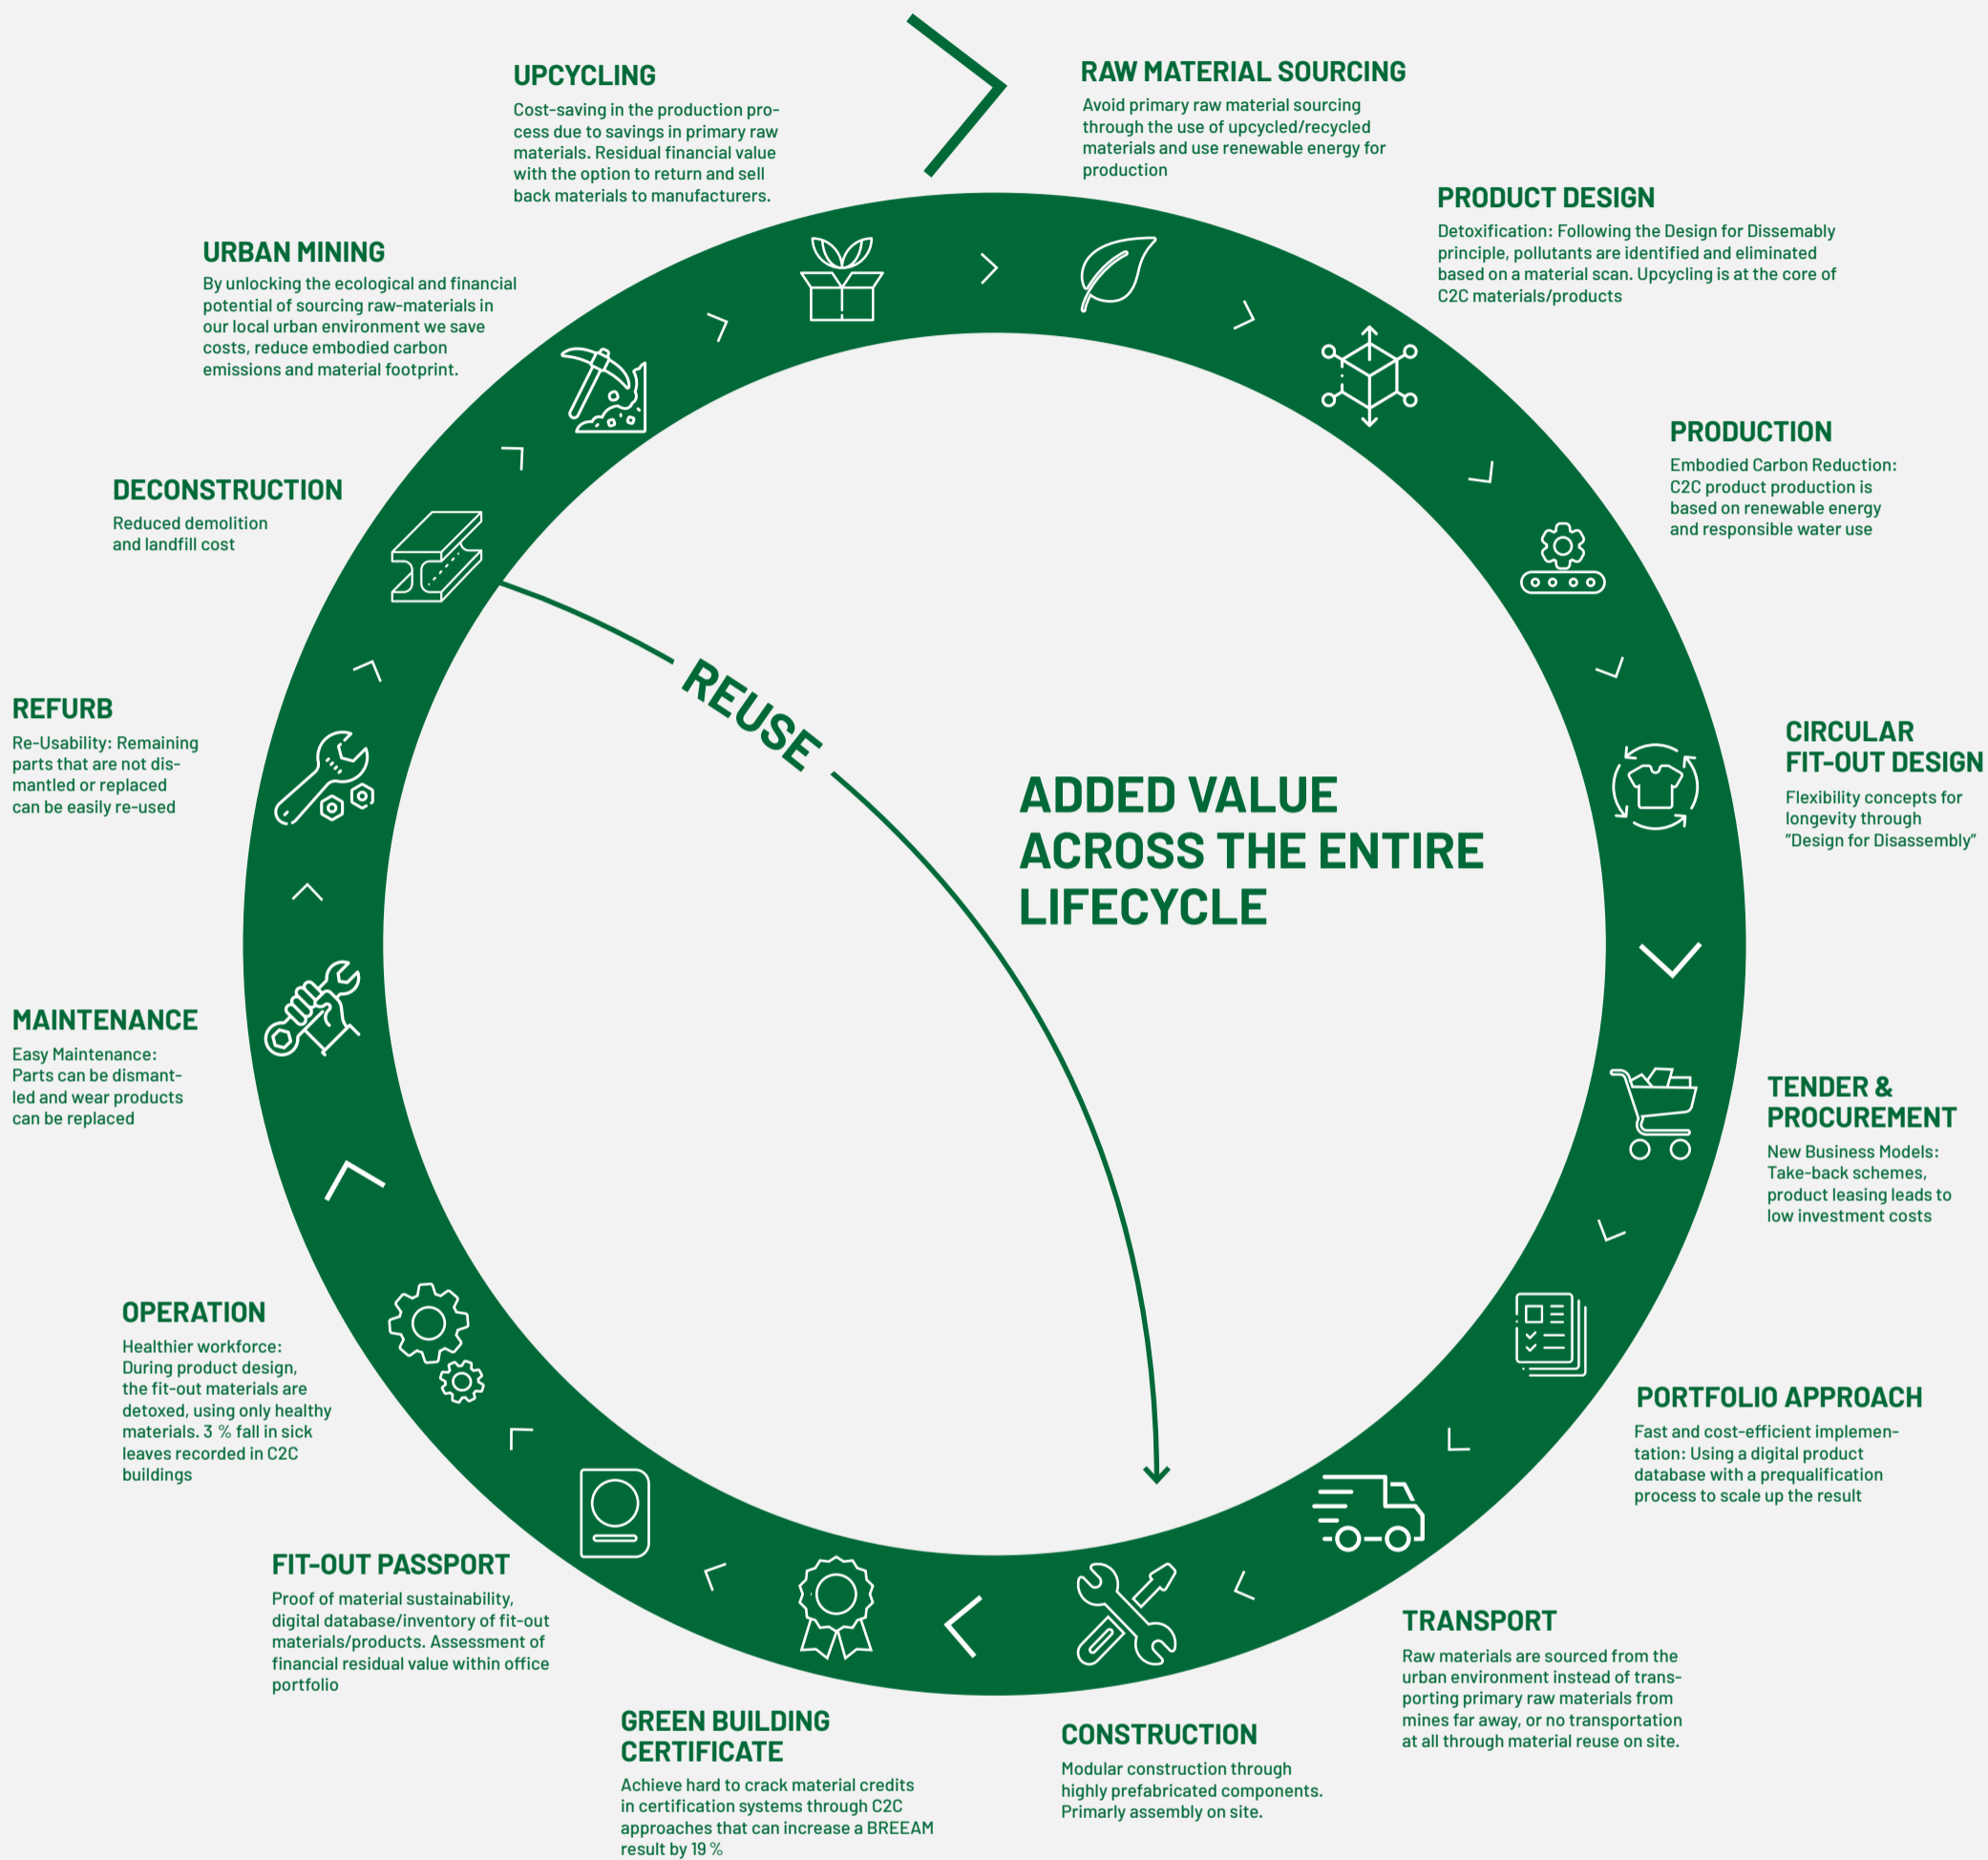 RAW MATERIAL SOURCING
Avoid primary raw material sourcing
through the use of upcycled/recycled
materials and use renewable energy for
production
PRODUCT DESIGN
Detoxification: Following the Design for Dissemably
principle, pollutants are identified and eliminated
based on a material scan. Upcycling is at the core of
C2C materials/products
PRODUCTION
Embodied Carbon Reduction:
C2C product production is
based on renewable energy
and responsible water use
CIRCULAR
FIT-OUT DESIGN
Flexibility concepts for
longevity through
"Design for Disassembly"
TENDER &
PROCUREMENT
New Business Models:
Take-back schemes,
product leasing leads to
low investment costs
PORTFOLIO APPROACH
Fast and cost-efficient implemen-
tation: Using a digital product
database with a prequalification
process to scale up the result
TRANSPORT
Raw materials are sourced from the
urban environment instead of trans-
porting primary raw materials from
mines far away, or no transportation
at all through material reuse on site.
CONSTRUCTION
Modular construction through
highly prefabricated components.
Primarly assembly on site.
GREEN BUILDING
CERTIFICATE
Achieve hard to crack material credits
in certification systems through C2C
approaches that can increase a BREEAM
result by 19 %
FIT-OUT PASSPORT
Proof of material sustainability,
digital database/inventory of fit-out
materials/products. Assessment of
financial residual value within office
portfolio
OPERATION
Healthier workforce:
During product design,
the fit-out materials are
detoxed, using only healthy
materials. 3 % fall in sick
leaves recorded in C2C
buildings
MAINTENANCE
Easy Maintenance:
Parts can be dismant-
led and wear products
can be replaced
REFURB
Re-Usability: Remaining
parts that are not dis-
mantled or replaced
can be easily re-used
DECONSTRUCTION
Reduced demolition
and landfill cost
URBAN MINING
By unlocking the ecological and financial
potential of sourcing raw-materials in
our local urban environment we save
costs, reduce embodied carbon
emissions and material footprint.
UPCYCLING
Cost-saving in the production pro-
cess due to savings in primary raw
materials. Residual financial value
with the option to return and sell
back materials to manufacturers.
REUSE
ADDED VALUE
ACROSS THE ENTIRE
LIFECYCLE